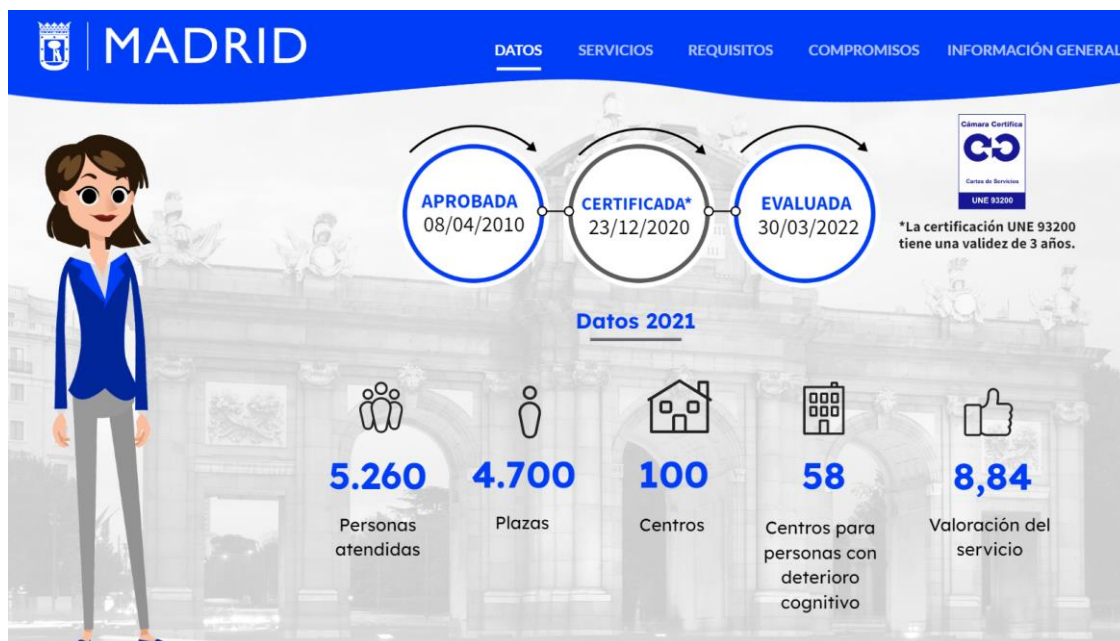 MADRID
DATOS SERVICIOS REQUISITOS COMPROMISOS INFORMACIÓN GENERAL
APROBADA
08/04/2010
CERTIFICADA*
23/12/2020
EVALUADA
30/03/2022
Cámara Certifica
Cartas de Servicios
UNE 93200
*La certificación UNE 93200
tiene una validez de 3 años.
Datos 2021
5.260
Personas
atendidas
4.700
Plazas
100
Centros
58
Centros para
personas con
deterioro
cognitivo
8,84
Valoración del
servicio